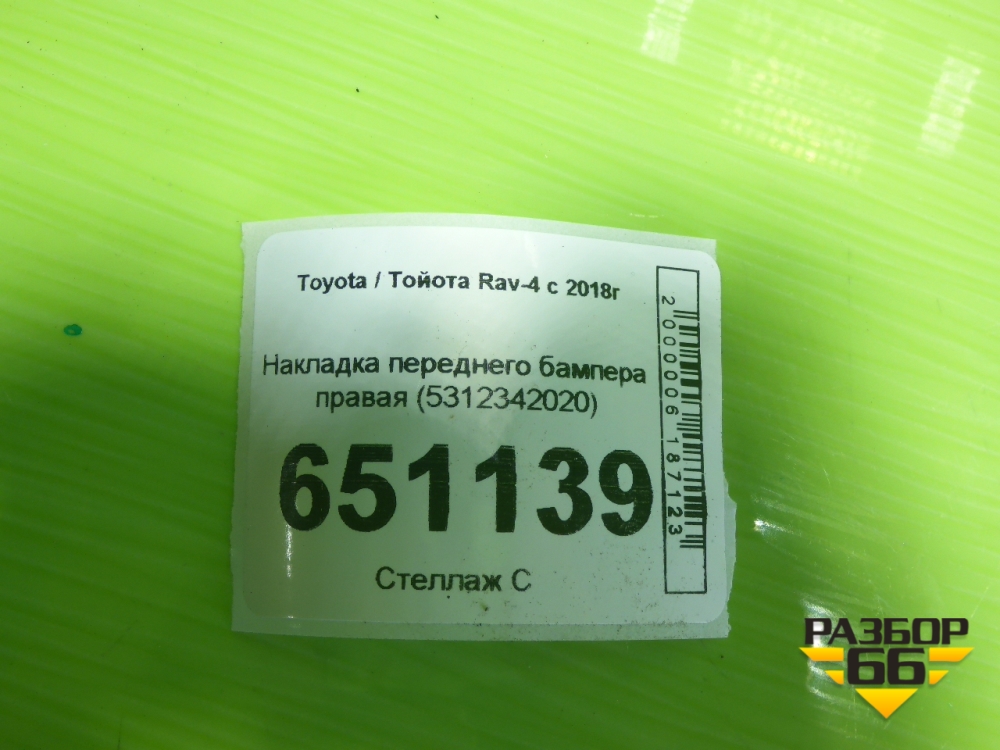 Toyota / Тойота Rav-4 с 2018г
Накладка переднего бампера
правая (5312342020)
651139
Стеллаж С
2000006187123
РАЗБОР
66